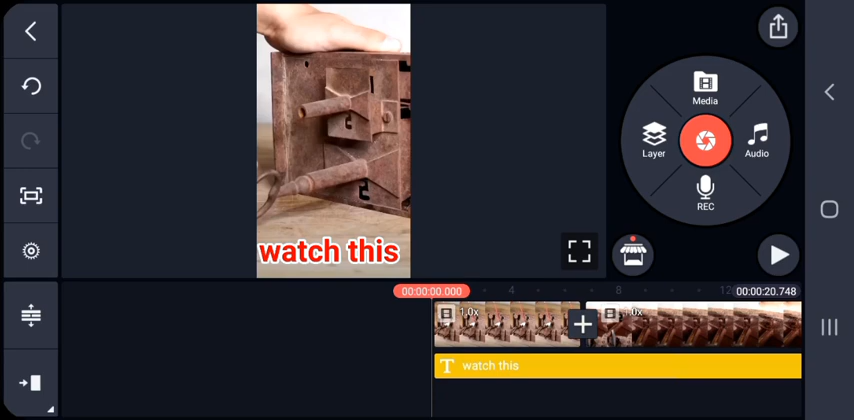 Media
Layer
Audio
REC
watch this
00:00:00.000
4
8
12
00:00:20.748
1.0x
1.0x
T watch this